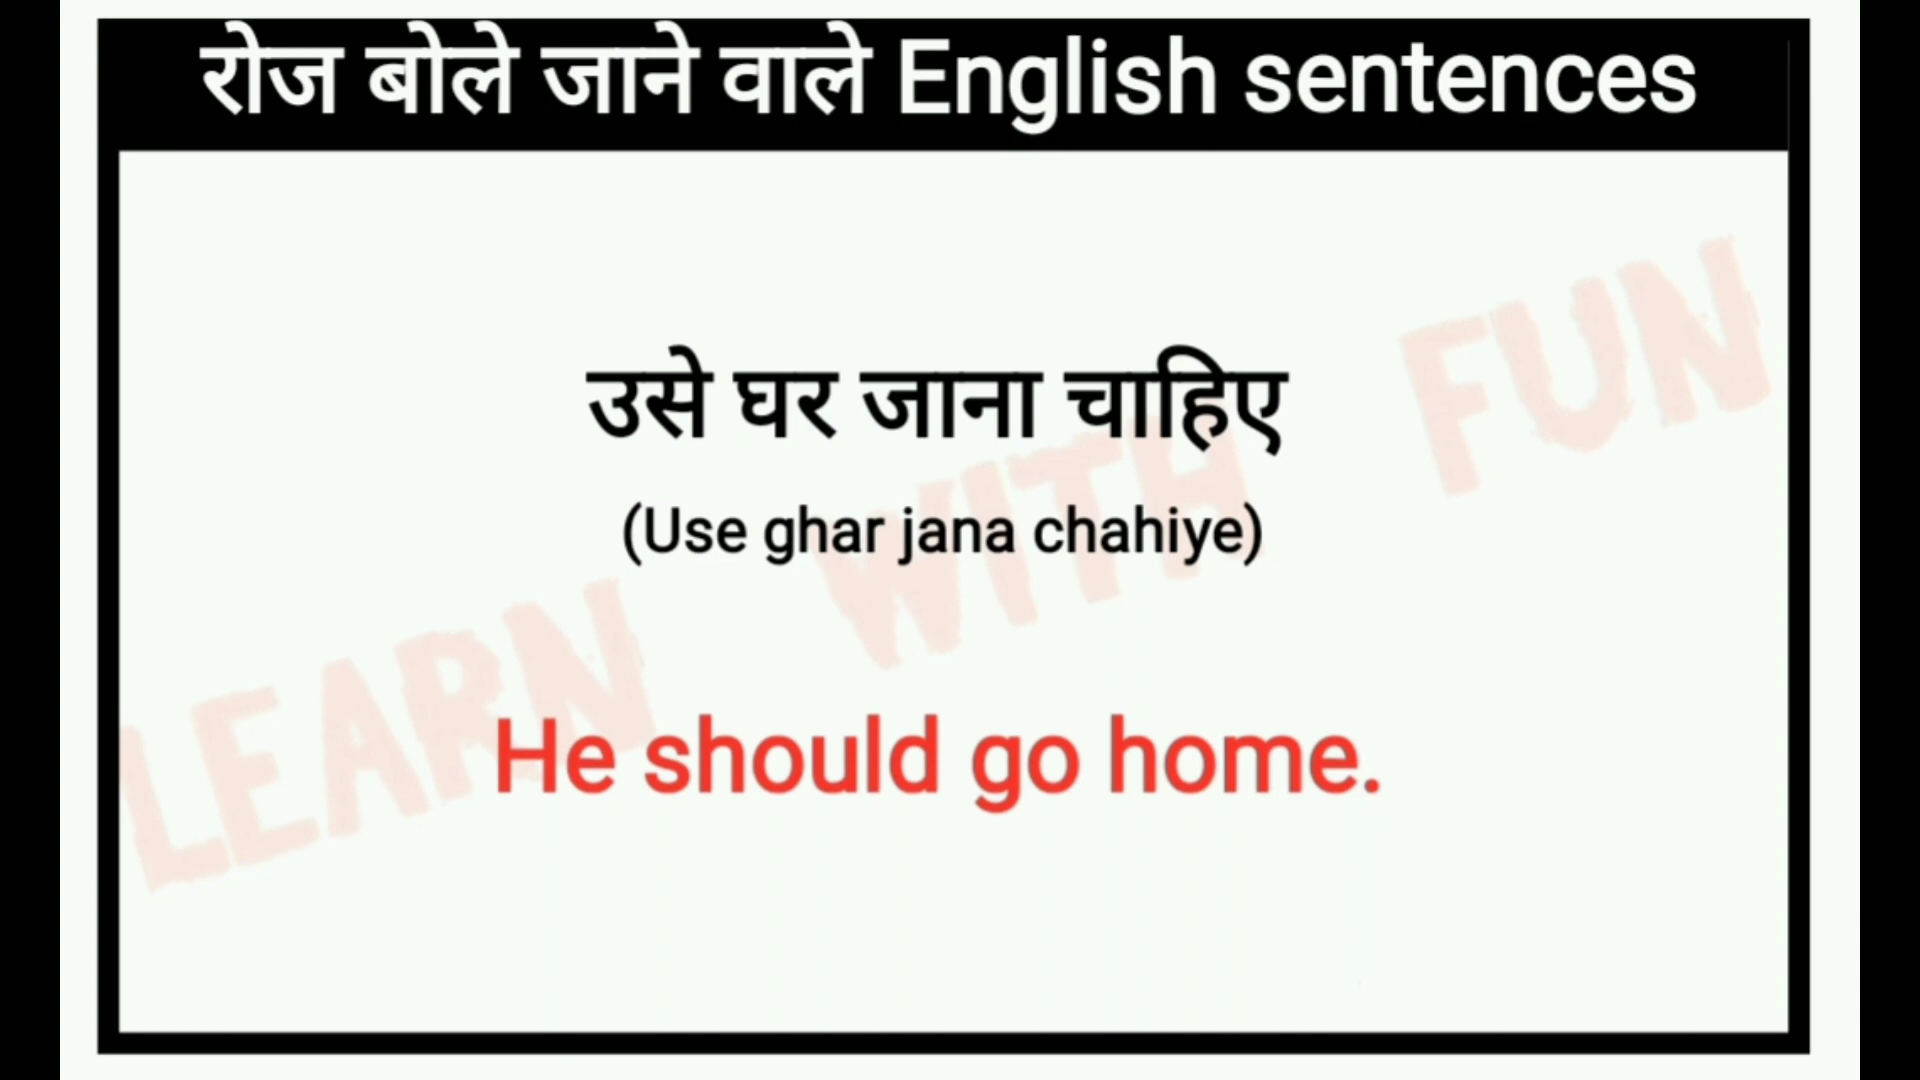 रोज बोले जाने वाले English sentences
उसे घर जाना चाहिए
(Use ghar jana chahiye)
He should go home.
LEARN WITH FUN